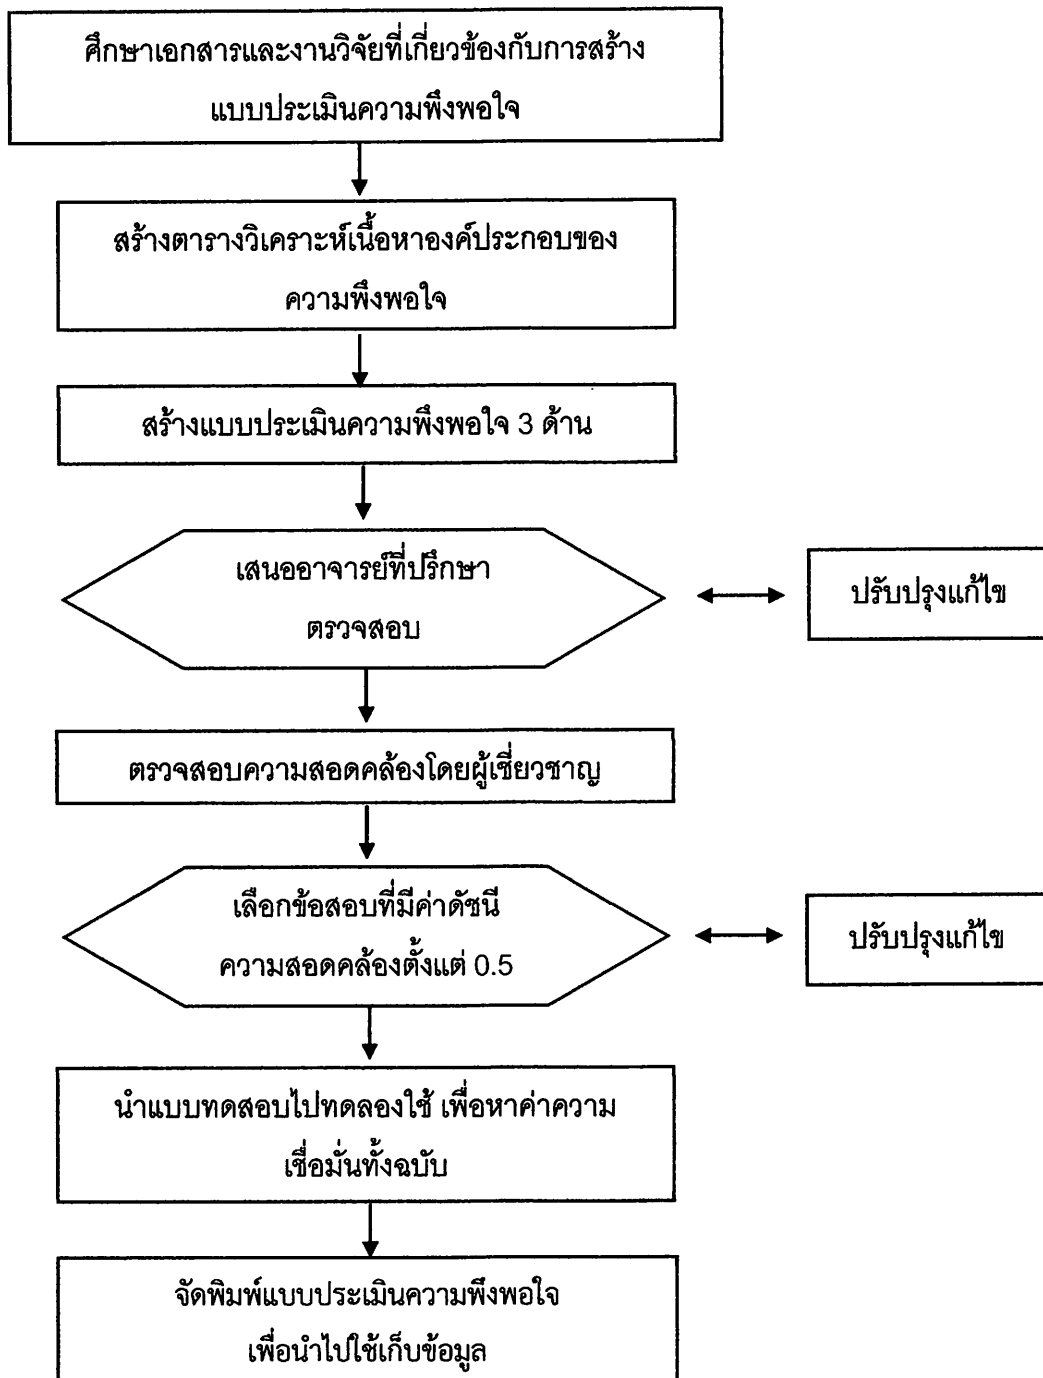 ศึกษาเอกสารและงานวิจัยที่เกี่ยวข้องกับการสร้าง
แบบประเมินความพึงพอใจ
สร้างตารางวิเคราะห์เนื้อหาองค์ประกอบของ
ความพึงพอใจ
สร้างแบบประเมินความพึงพอใจ 3 ด้าน
เสนออาจารย์ที่ปรึกษา
ตรวจสอบ
ปรับปรุงแก้ไข
ตรวจสอบความสอดคล้องโดยผู้เชี่ยวชาญ
เลือกข้อสอบที่มีค่าดัชนี
ความสอดคล้องตั้งแต่ 0.5
ปรับปรุงแก้ไข
นำแบบทดสอบไปทดลองใช้ เพื่อหาค่าความ
เชื่อมั่นทั้งฉบับ
จัดพิมพ์แบบประเมินความพึงพอใจ
เพื่อนำไปใช้เก็บข้อมูล